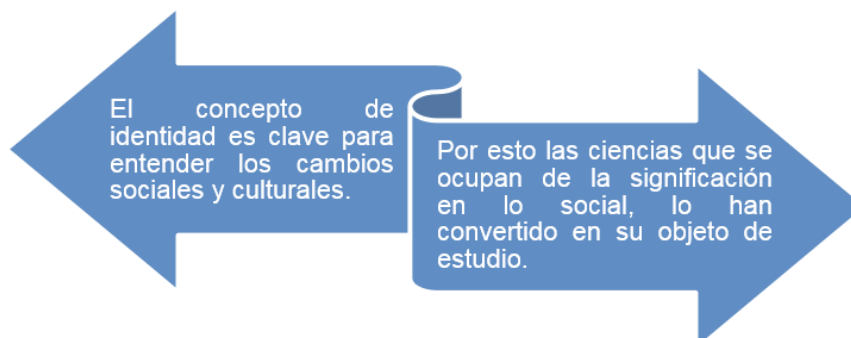 El concepto de
identidad es clave para
entender los cambios
sociales y culturales.
Por esto las ciencias que se
ocupan de la significación
en lo social, lo han
convertido en su objeto de
estudio.